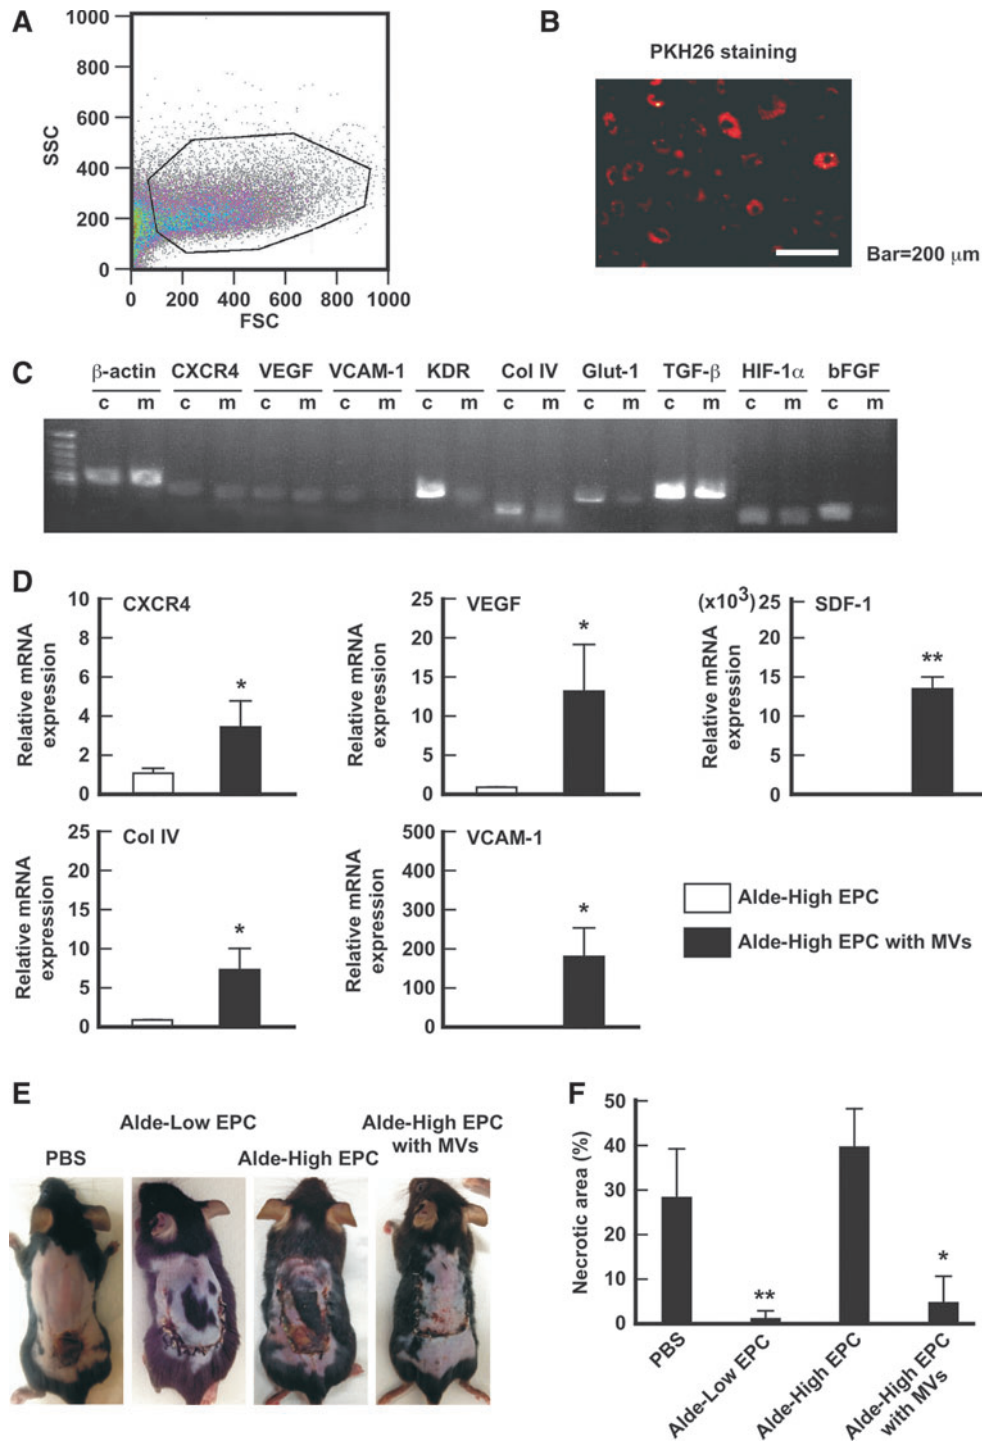 A
1000
800
600
400
200
0
SSC
0 200 400 600 800 1000
FSC
B
PKH26 staining
Bar=200 μm
C
β-actin CXCR4 VEGF VCAM-1 KDR Col IV Glut-1 TGF-β HIF-1α bFGF
c m c m c m c m c m c m c m c m c m c m
D
CXCR4
10
8
6
4
2
0
Relative mRNA
expression
*
VEGF
25
20
15
10
5
0
Relative mRNA
expression
*
(x10³)
SDF-1
25
20
15
10
5
0
Relative mRNA
expression
**
Col IV
25
20
15
10
5
0
Relative mRNA
expression
*
VCAM-1
500
400
300
200
100
0
Relative mRNA
expression
*
Alde-High EPC
Alde-High EPC with MVs
E
PBS
Alde-Low EPC
Alde-High EPC
Alde-High EPC
with MVs
F
50
40
30
20
10
0
Necrotic area (%)
**
*
PBS
Alde-Low EPC
Alde-High EPC
Alde-High EPC
with MVs